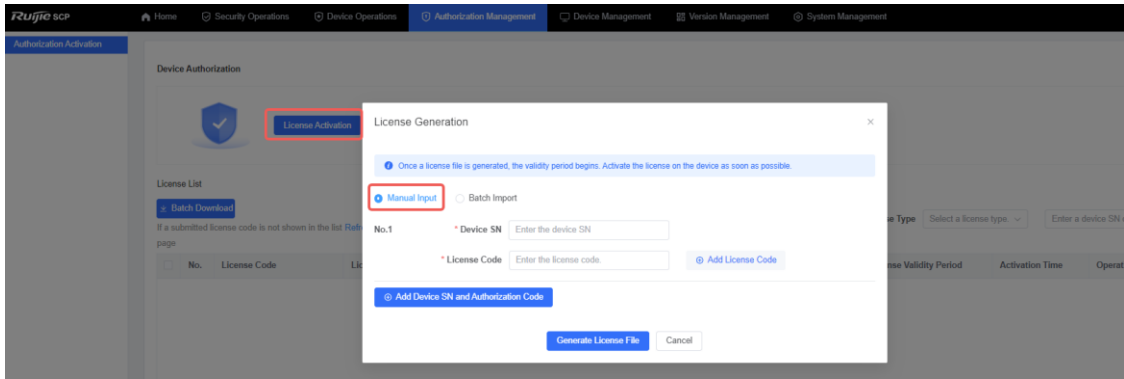 Ruijie SCP Home Security Operations Device Operations Authorization Management Device Management Version Management System Management
Authorization Activation
Device Authorization
License Activation
License Generation
Once a license file is generated, the validity period begins. Activate the license on the device as soon as possible.
License List
Manual Input Batch Import
Batch Download
Type Select a license type. Enter a device SN
If a submitted license code is not shown in the list
page
No.1 * Device SN Enter the device SN
* License Code Enter the license code. Add License Code
No. License Code Validity Period Activation Time
Add Device SN and Authorization Code
Generate License File Cancel